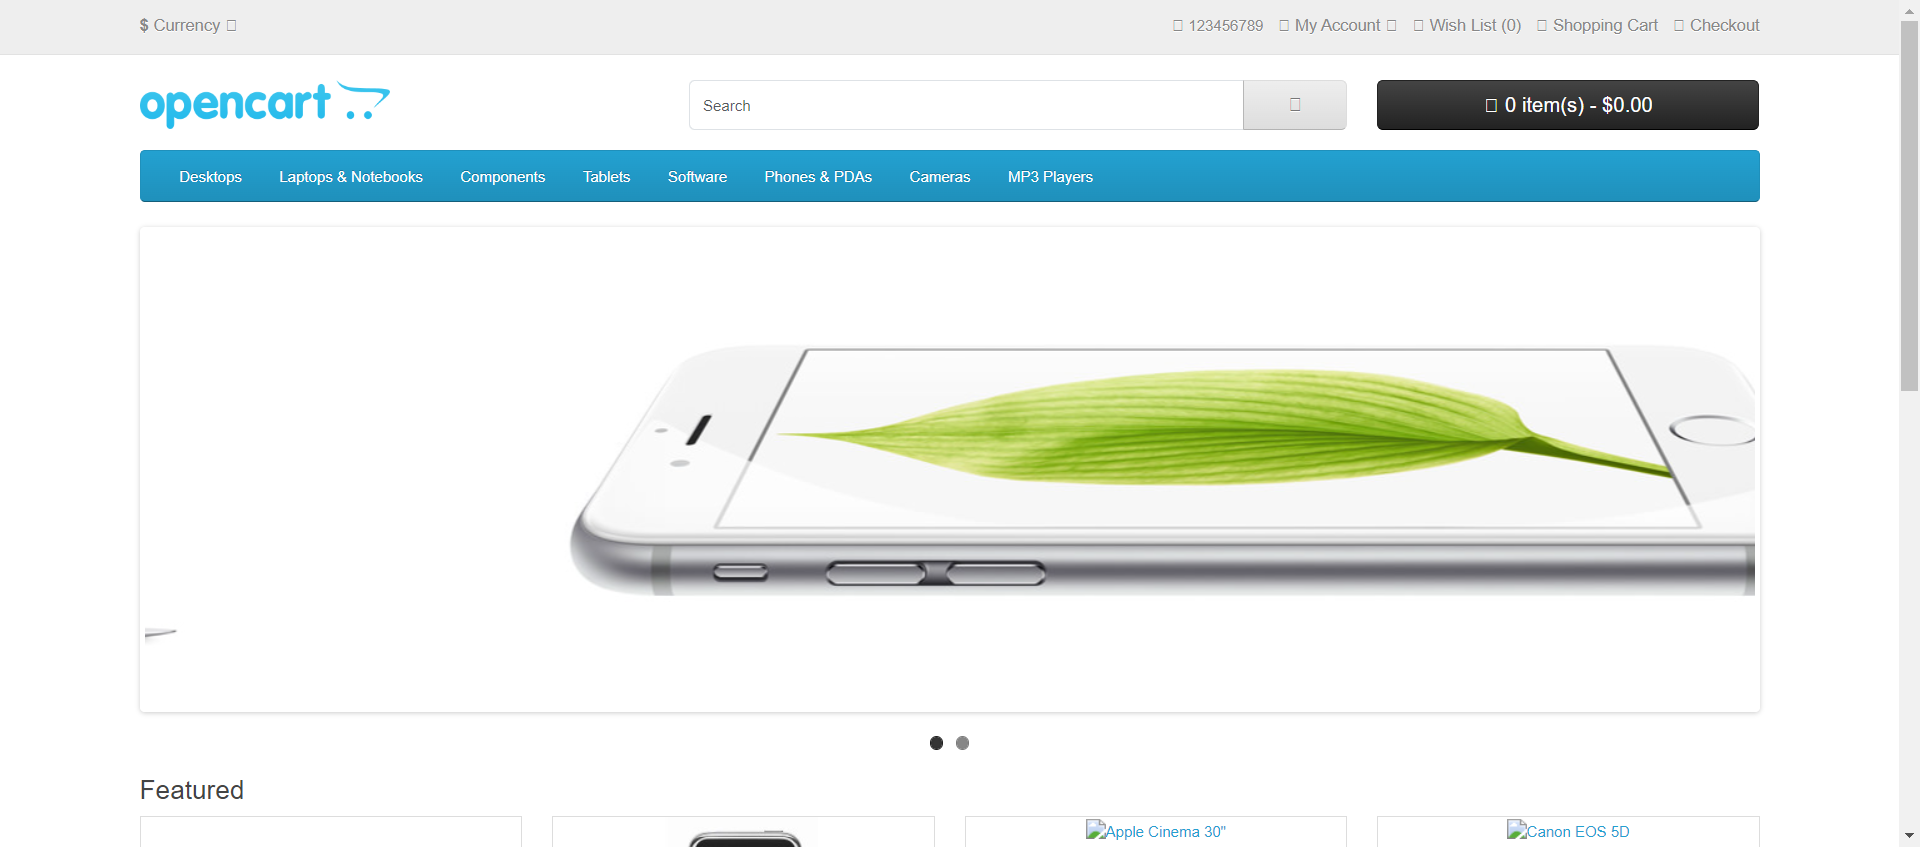 $ Currency
123456789 My Account Wish List (0) Shopping Cart Checkout
opencart
Search
0 item(s) - $0.00
Desktops Laptops & Notebooks Components Tablets Software Phones & PDAs Cameras MP3 Players
Featured
Apple Cinema 30"
Canon EOS 5D